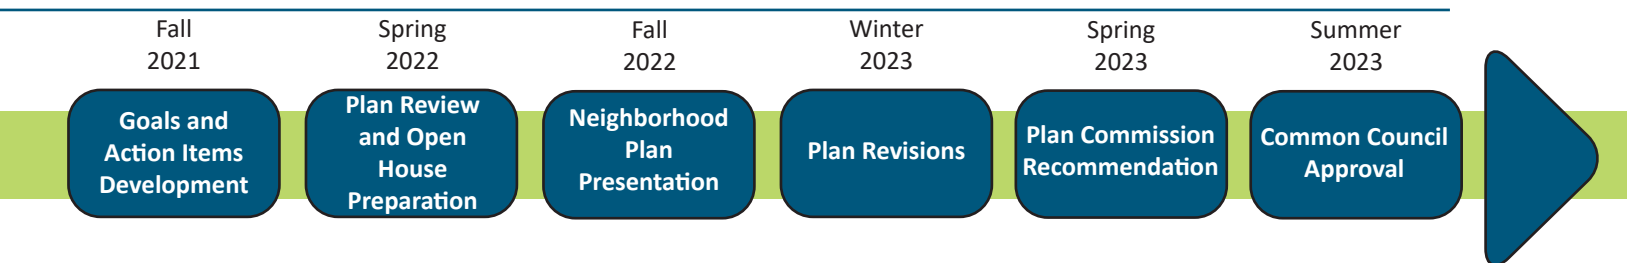 Fall
2021
Spring
2022
Fall
2022
Winter
2023
Spring
2023
Summer
2023
Goals and
Action Items
Development
Plan Review
and Open
House
Preparation
Neighborhood
Plan
Presentation
Plan Revisions
Plan Commission
Recommendation
Common Council
Approval